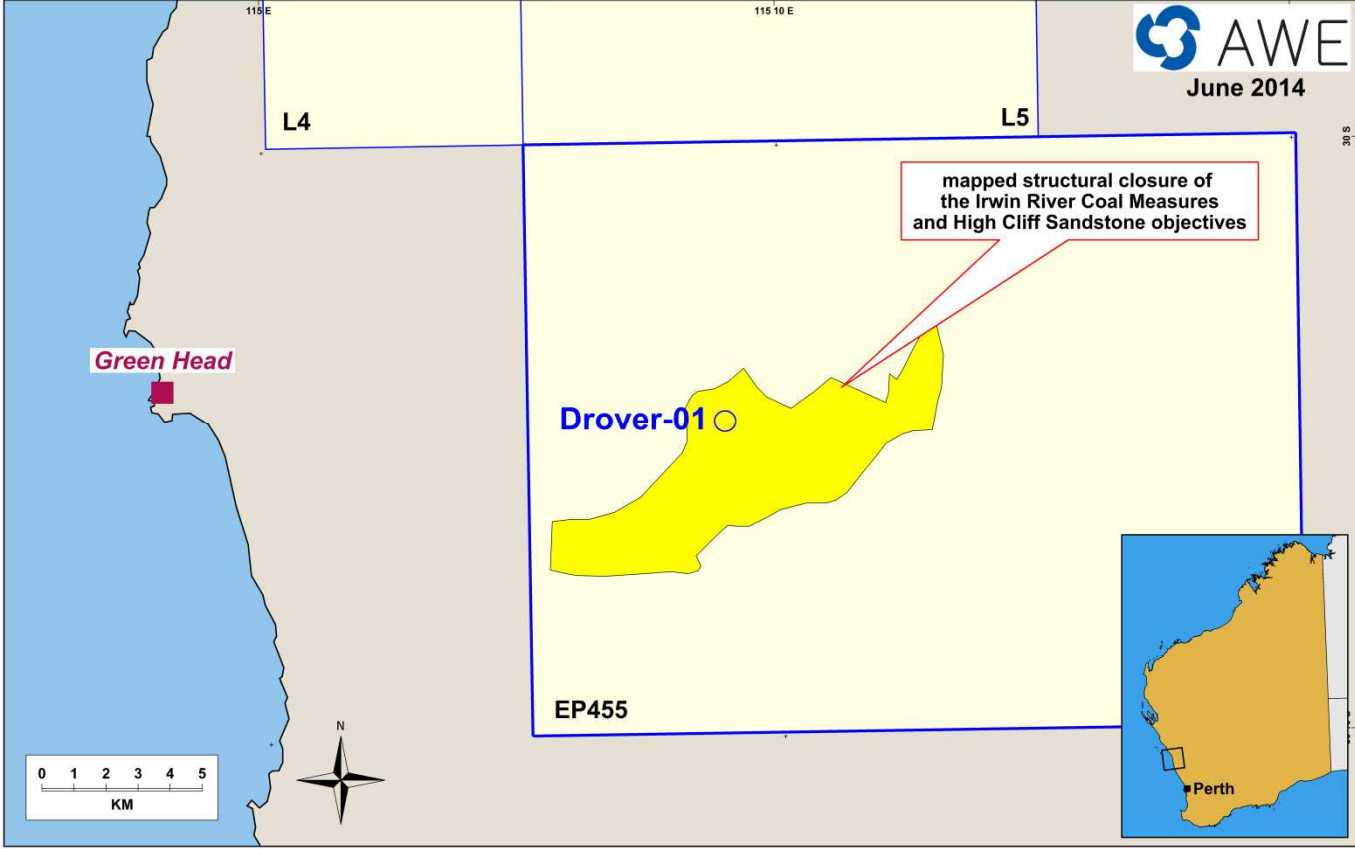 115 E
115 10 E
AWE
June 2014
L4
L5
30 S
mapped structural closure of
the Irwin River Coal Measures
and High Cliff Sandstone objectives
Green Head
Drover-01
EP455
N
0 1 2 3 4 5
KM
Perth